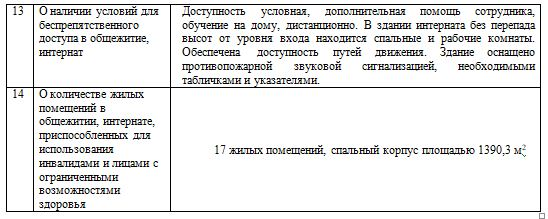 13
О наличии условий для
беспрепятственного
доступа в общежитие,
интернат
Доступность условная, дополнительная помощь сотрудника,
обучение на дому, дистанционно. В здании интерната без перепада
высот от уровня входа находится спальные и рабочие комнаты.
Обеспечена доступность путей движения. Здание оснащено
противопожарной звуковой сигнализацией, необходимыми
табличками и указателями.
14
О количестве жилых
помещений в
общежитии, интернате,
приспособленных для
использования
инвалидами и лицами с
ограниченными
возможностями
здоровья
17 жилых помещений, спальный корпус площадью 1390,3 м²